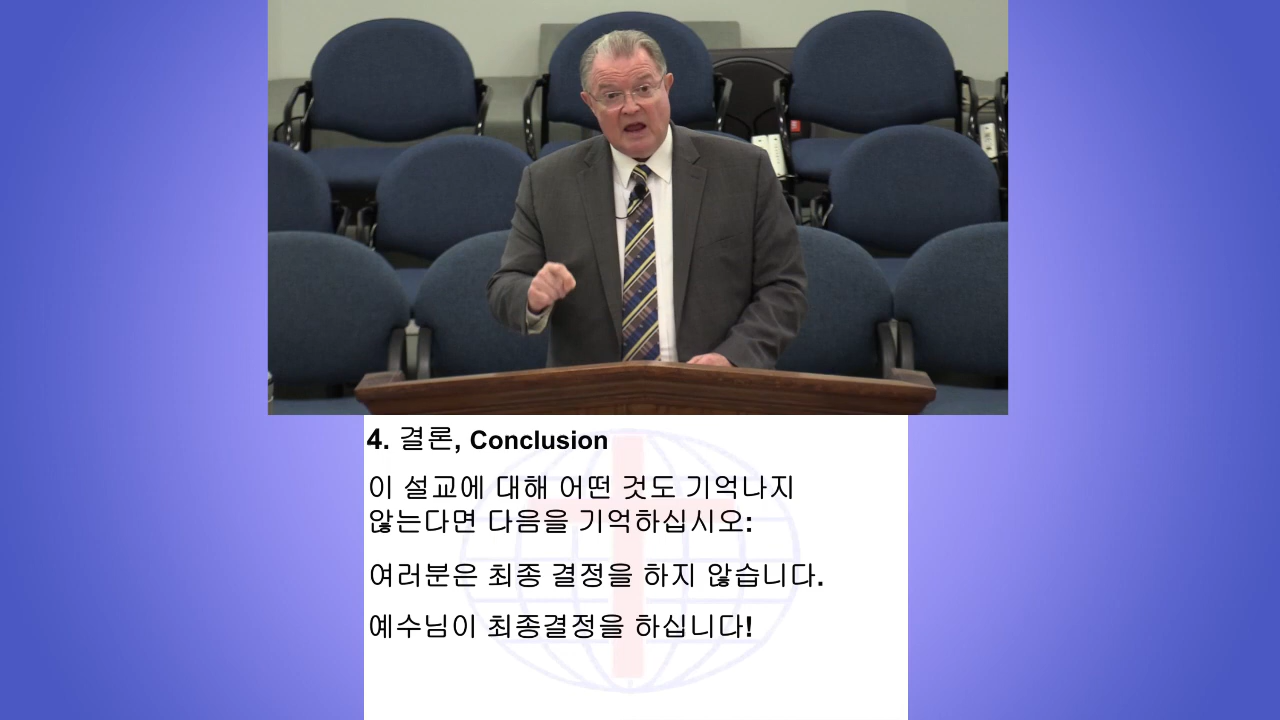 4. 결론, Conclusion
이 설교에 대해 어떤 것도 기억나지
않는다면 다음을 기억하십시오:
여러분은 최종 결정을 하지 않습니다.
예수님이 최종결정을 하십니다!